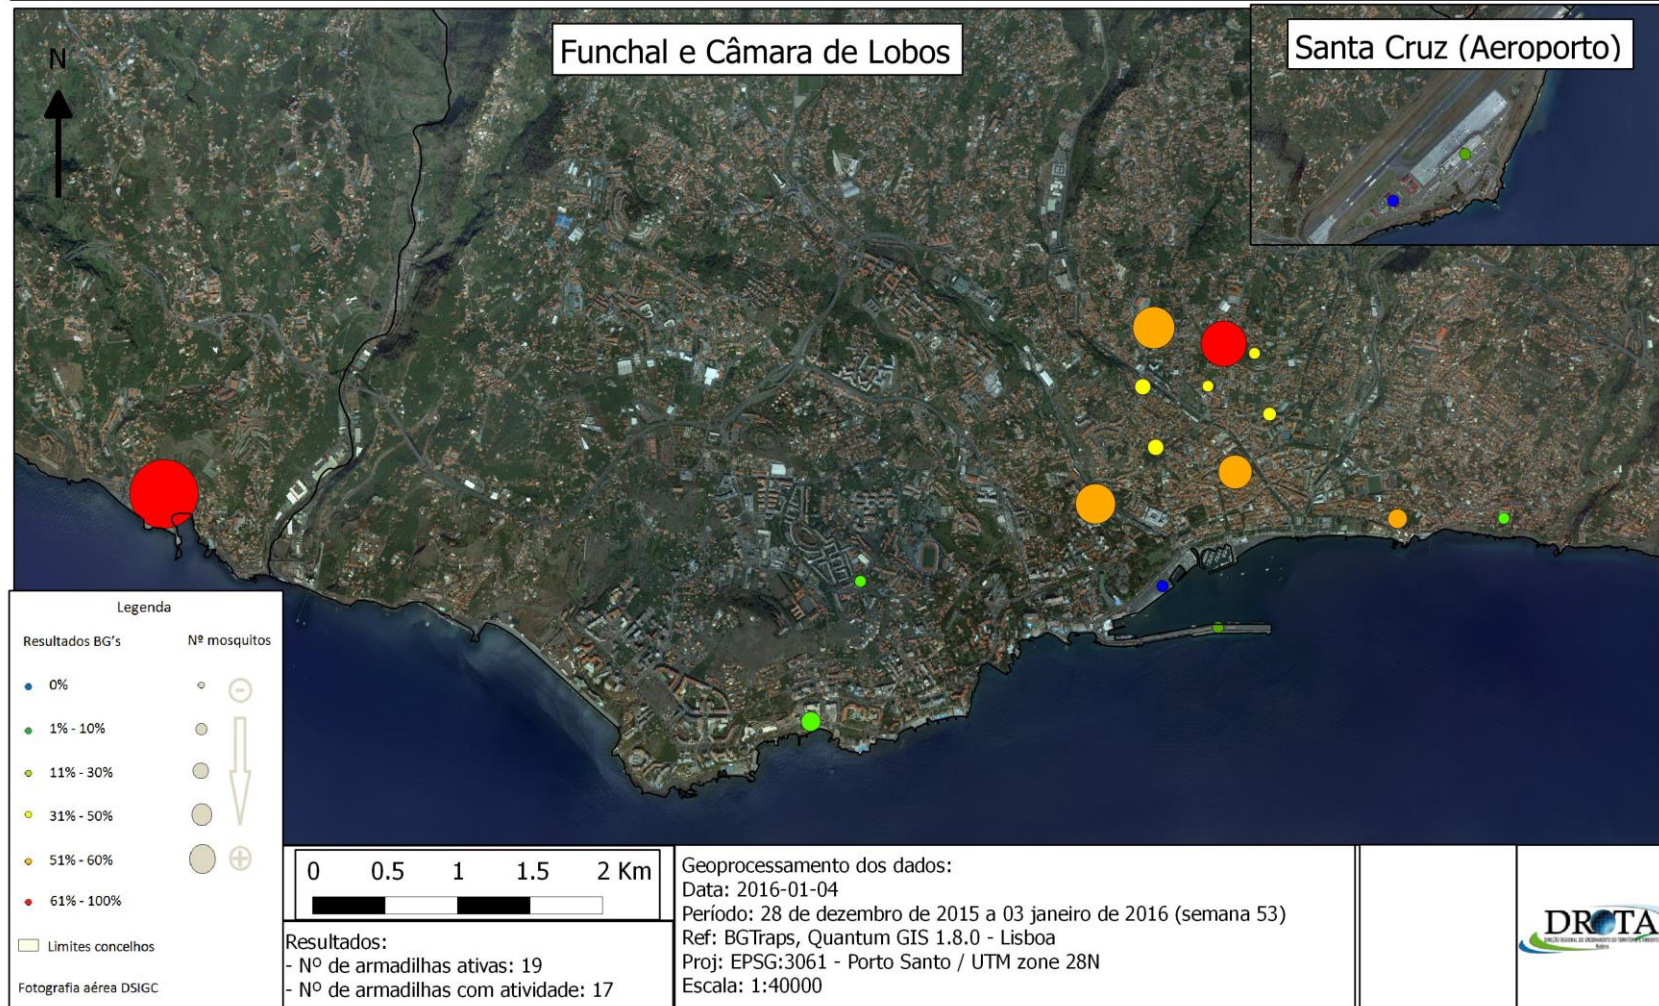 Funchal e Câmara de Lobos
Santa Cruz (Aeroporto)
N
Legenda
Resultados BG's
Nº mosquitos
0%
1% - 10%
11% - 30%
31% - 50%
51% - 60%
61% - 100%
Limites concelhos
Fotografia aérea DSIGC
0 0.5 1 1.5 2 Km
Resultados:
- Nº de armadilhas ativas: 19
- Nº de armadilhas com atividade: 17
Geoprocessamento dos dados:
Data: 2016-01-04
Período: 28 de dezembro de 2015 a 03 janeiro de 2016 (semana 53)
Ref: BGTraps, Quantum GIS 1.8.0 - Lisboa
Proj: EPSG:3061 - Porto Santo / UTM zone 28N
Escala: 1:40000
DROTA